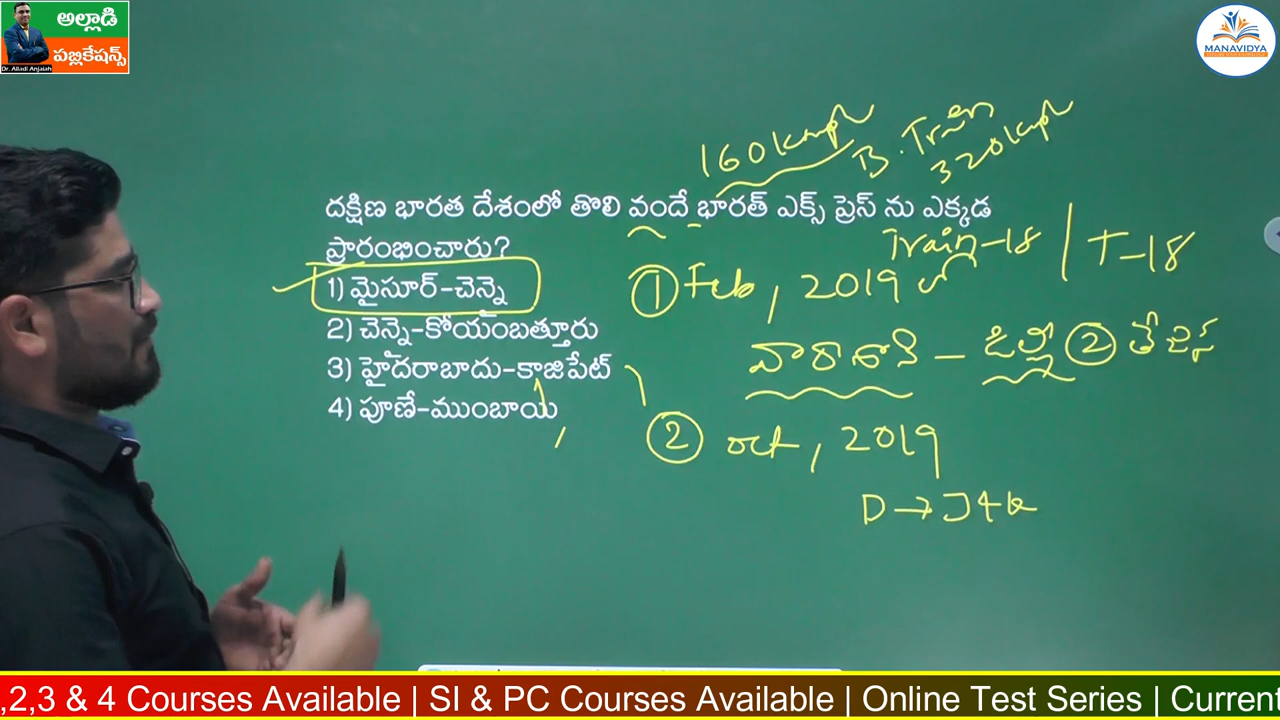 అల్లాడి
పబ్లికేషన్స్
Dr. Alladi Anjaiah
MANAVIDYA
160 kmph
B. Train
320 kmph
దక్షిణ భారత దేశంలో తొలి వందే భారత్ ఎక్స్ ప్రెస్ ను ఎక్కడ
ప్రారంభించారు?
Train-18 / T-18
1) మైసూర్-చెన్నై
① Feb, 2019
2) చెన్నై-కోయంబత్తూరు
వారణాసి - ఢిల్లీ ② తేజస్
3) హైదరాబాదు-కాజిపేట్
4) పూణే-ముంబాయి
② oct, 2019
D → J&K
,2,3 & 4 Courses Available | SI & PC Courses Available | Online Test Series | Current